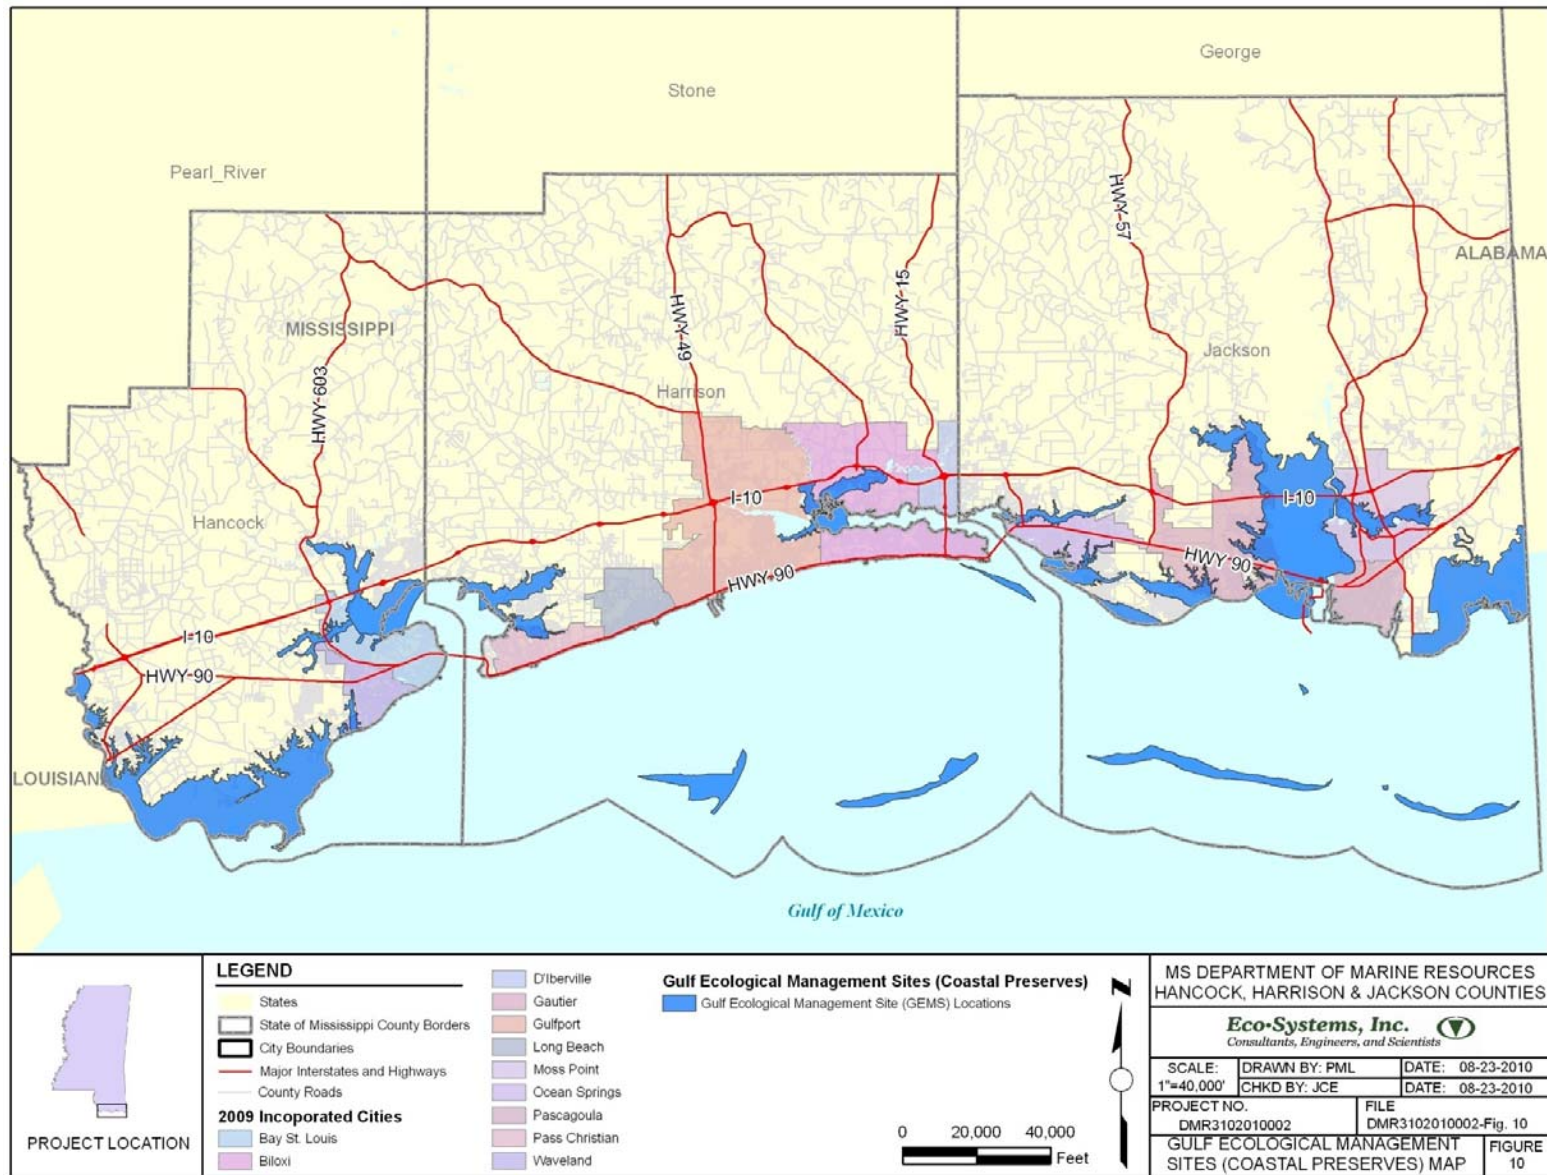 George
Stone
Pearl_River
HWY-57
ALABAMA
HWY-15
HWY-49
MISSISSIPPI
HWY-603
Jackson
Harrison
I-10
I-10
Hancock
HWY 90
HWY 90
I-10
HWY 90
LOUISIAN
Gulf of Mexico
PROJECT LOCATION
LEGEND
States
State of Mississippi County Borders
City Boundaries
Major Interstates and Highways
County Roads
2009 Incoporated Cities
Bay St. Louis
Biloxi
D'Iberville
Gautier
Gulfport
Long Beach
Moss Point
Ocean Springs
Pascagoula
Pass Christian
Waveland
Gulf Ecological Management Sites (Coastal Preserves)
Gulf Ecological Management Site (GEMS) Locations
0 20,000 40,000
Feet
N
MS DEPARTMENT OF MARINE RESOURCES
HANCOCK, HARRISON & JACKSON COUNTIES
Eco-Systems, Inc.
Consultants, Engineers, and Scientists
SCALE:
1"=40,000'
DRAWN BY: PML
DATE: 08-23-2010
CHKD BY: JCE
DATE: 08-23-2010
PROJECT NO.
DMR3102010002
FILE
DMR3102010002-Fig. 10
GULF ECOLOGICAL MANAGEMENT
SITES (COASTAL PRESERVES) MAP
FIGURE
10